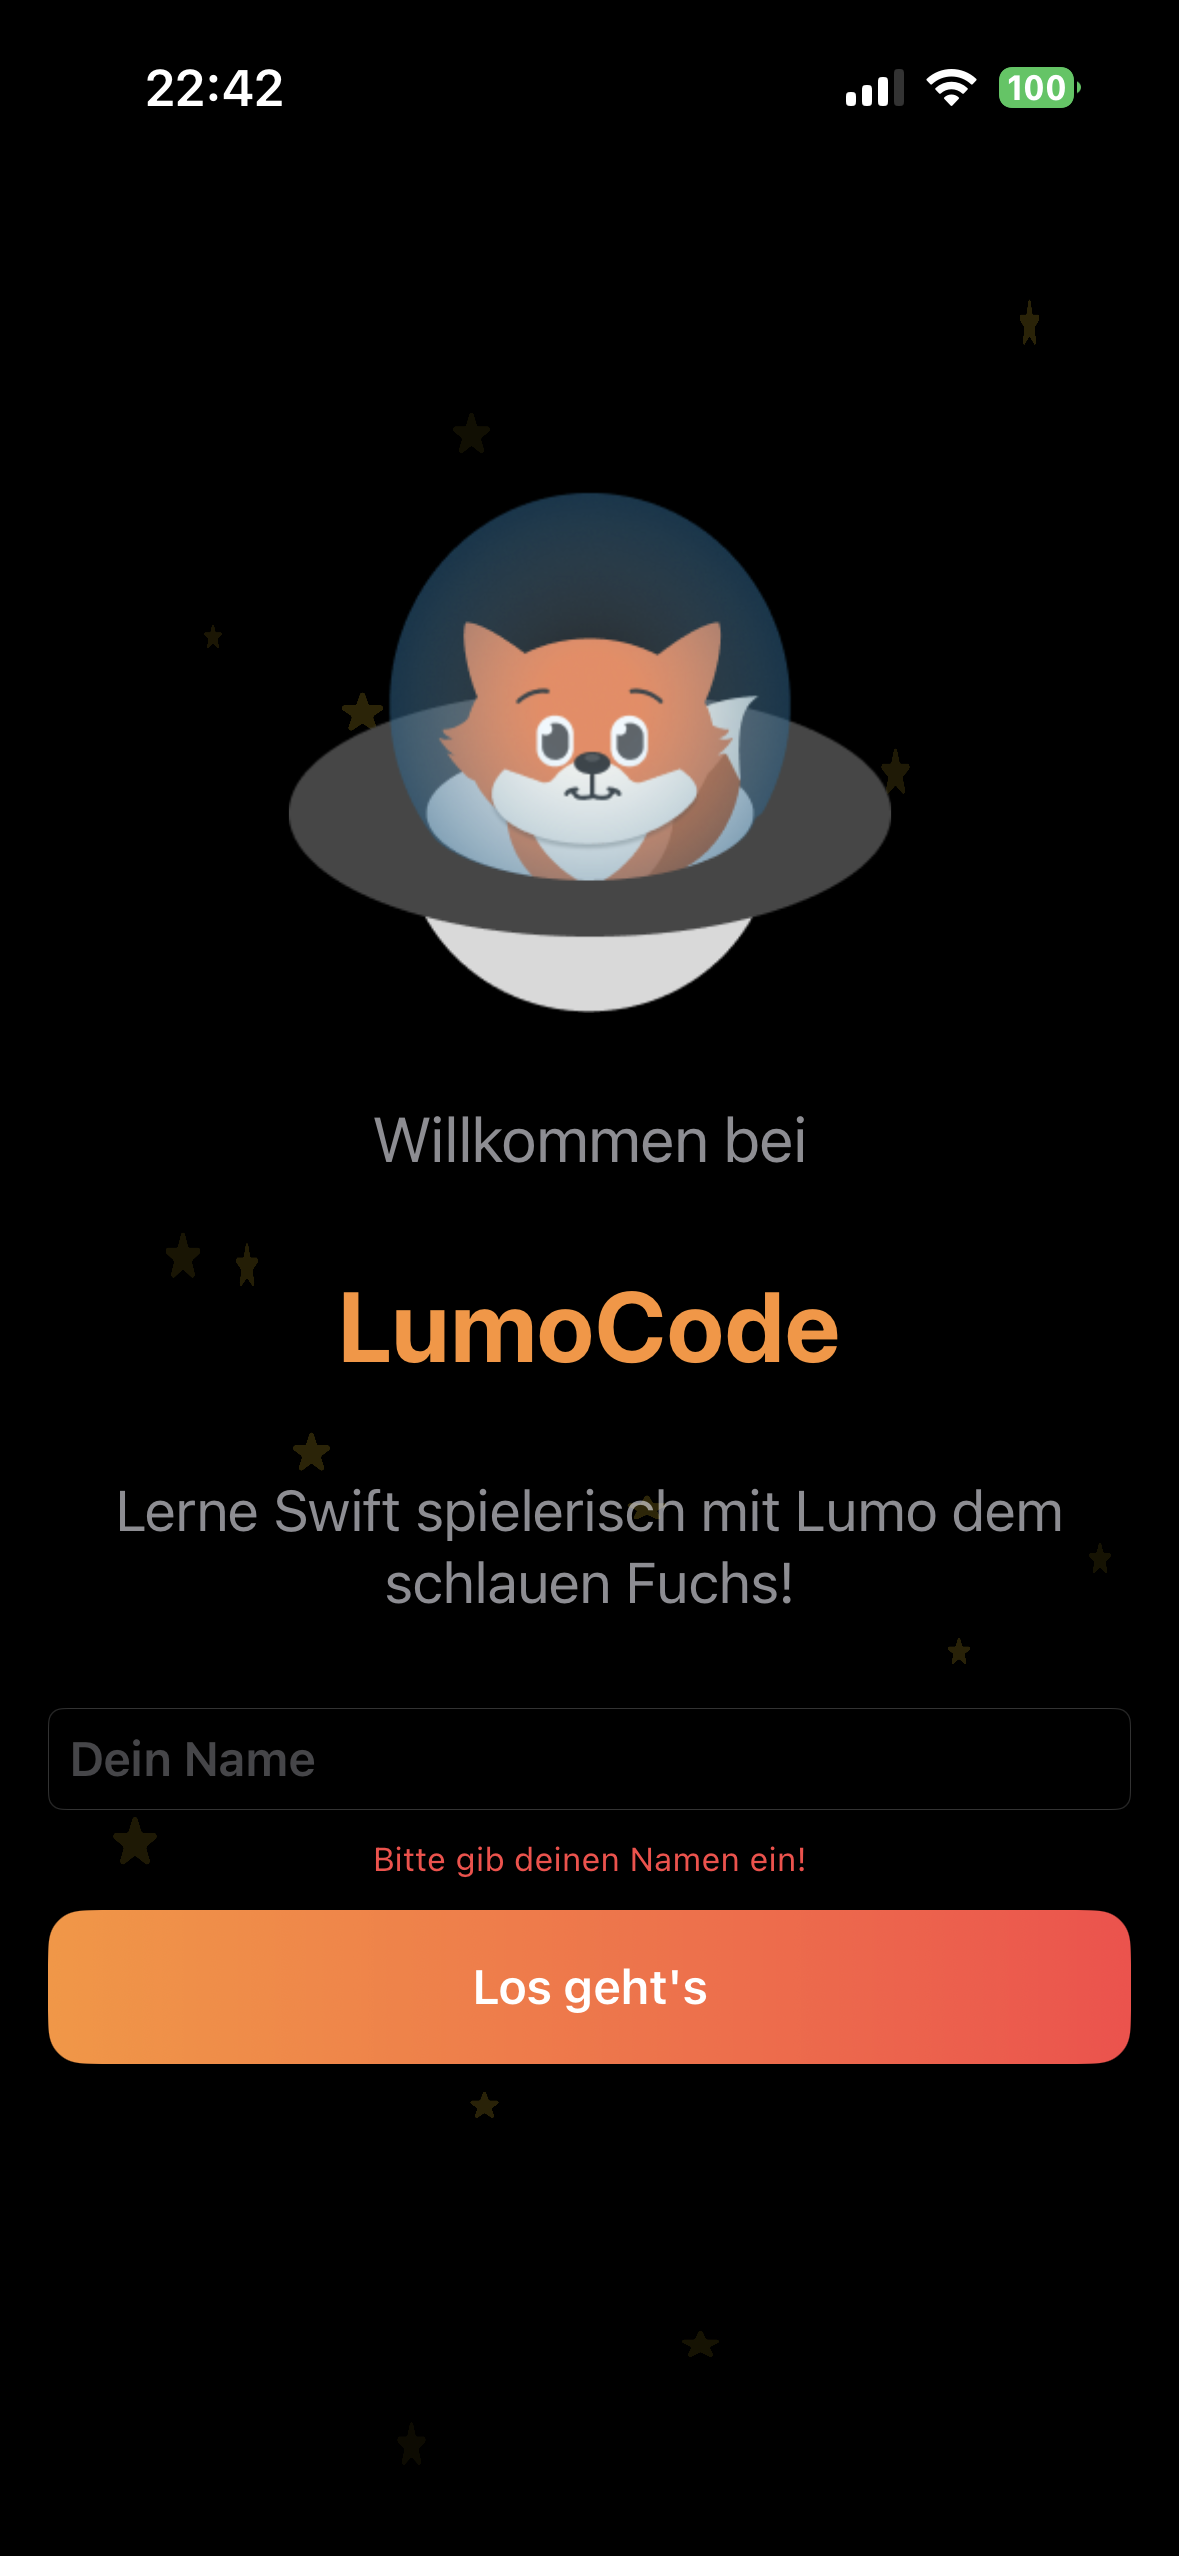 22:42
100
Willkommen bei
LumoCode
Lerne Swift spielerisch mit Lumo dem
schlauen Fuchs!
Dein Name
Bitte gib deinen Namen ein!
Los geht's